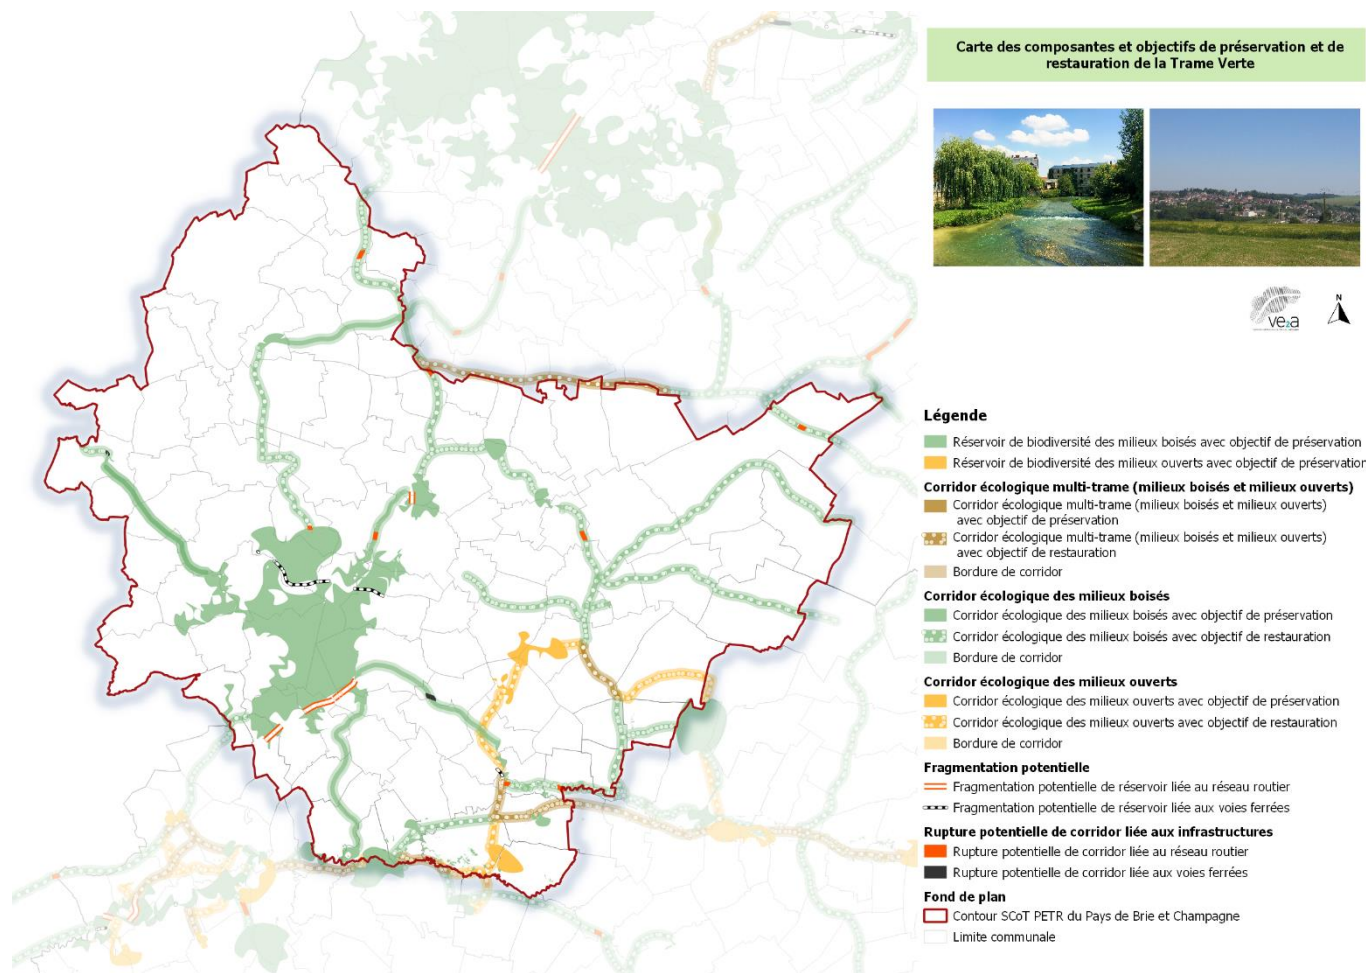 Carte des composantes et objectifs de préservation et de
restauration de la Trame Verte
ve2a
N
Légende
Réservoir de biodiversité des milieux boisés avec objectif de préservation
Réservoir de biodiversité des milieux ouverts avec objectif de préservation
Corridor écologique multi-trame (milieux boisés et milieux ouverts)
Corridor écologique multi-trame (milieux boisés et milieux ouverts)
avec objectif de préservation
Corridor écologique multi-trame (milieux boisés et milieux ouverts)
avec objectif de restauration
Bordure de corridor
Corridor écologique des milieux boisés
Corridor écologique des milieux boisés avec objectif de préservation
Corridor écologique des milieux boisés avec objectif de restauration
Bordure de corridor
Corridor écologique des milieux ouverts
Corridor écologique des milieux ouverts avec objectif de préservation
Corridor écologique des milieux ouverts avec objectif de restauration
Bordure de corridor
Fragmentation potentielle
Fragmentation potentielle de réservoir liée au réseau routier
Fragmentation potentielle de réservoir liée aux voies ferrées
Rupture potentielle de corridor liée aux infrastructures
Rupture potentielle de corridor liée au réseau routier
Rupture potentielle de corridor liée aux voies ferrées
Fond de plan
Contour SCoT PETR du Pays de Brie et Champagne
Limite communale